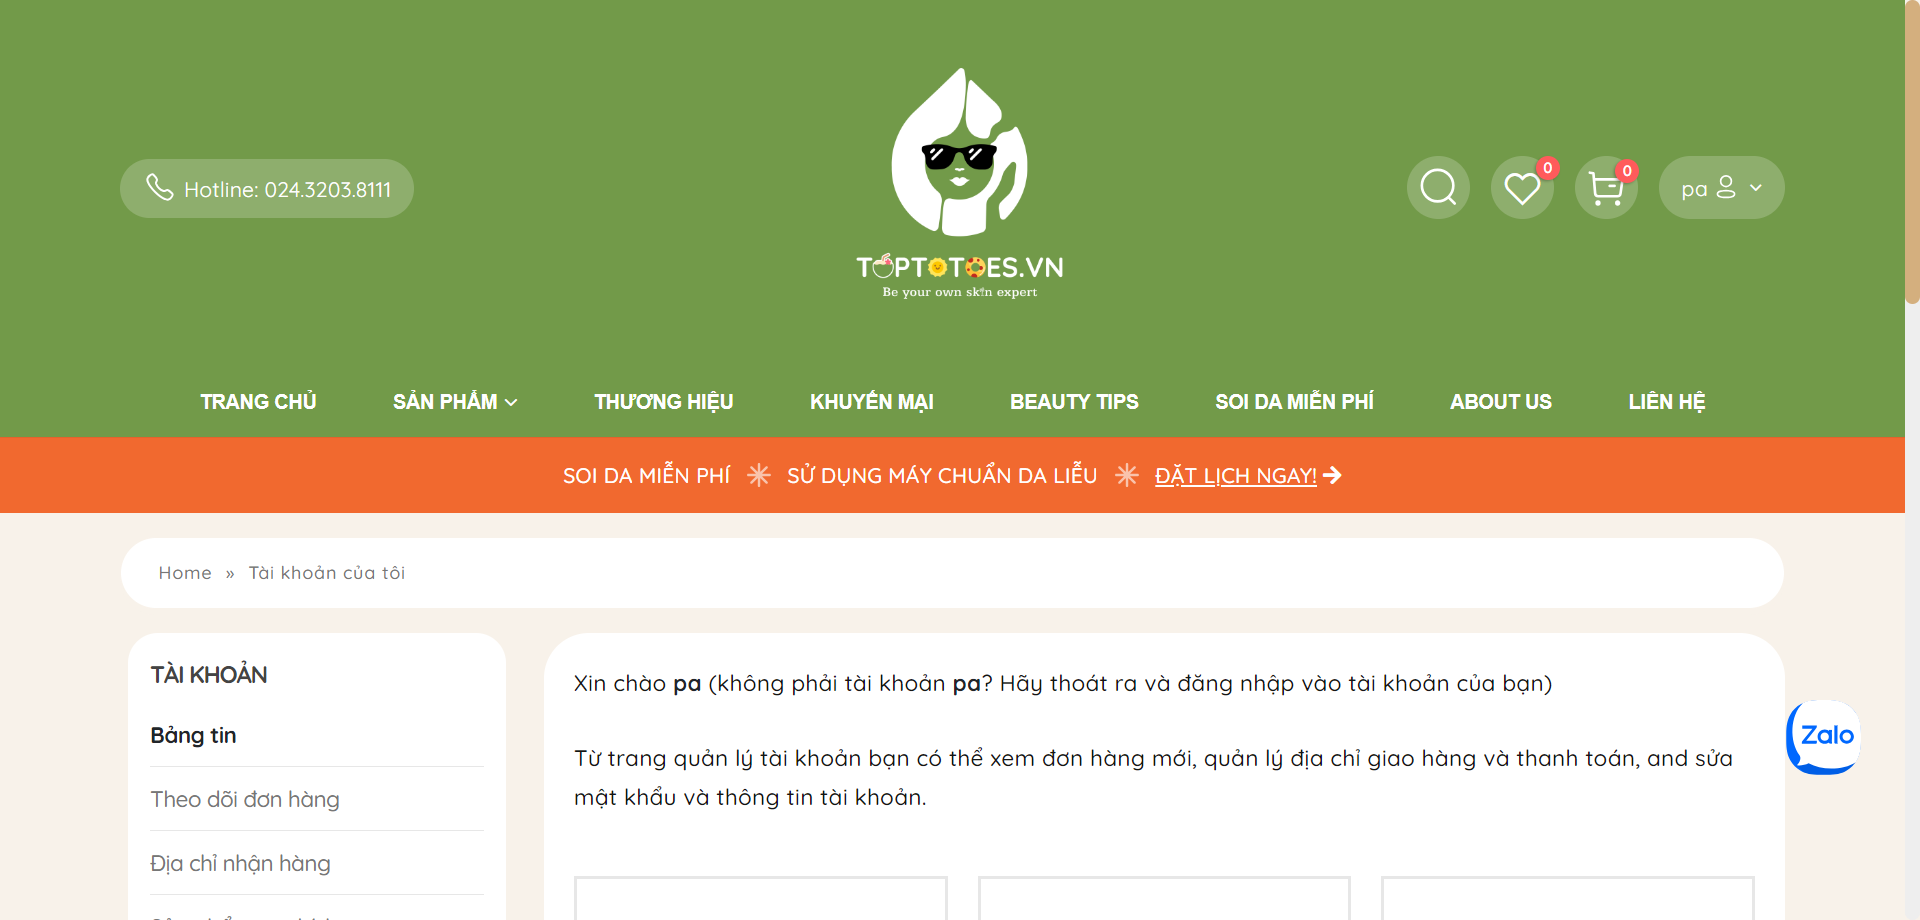 Hotline: 024.3203.8111
TOPTOTOES.VN
Be your own skin expert
0
0
pa
TRANG CHỦ
SẢN PHẨM
THƯƠNG HIỆU
KHUYẾN MẠI
BEAUTY TIPS
SOI DA MIỄN PHÍ
ABOUT US
LIÊN HỆ
SOI DA MIỄN PHÍ
SỬ DỤNG MÁY CHUẨN DA LIỄU
ĐẶT LỊCH NGAY!
Home » Tài khoản của tôi
TÀI KHOẢN
Bảng tin
Theo dõi đơn hàng
Địa chỉ nhận hàng
Xin chào pa (không phải tài khoản pa? Hãy thoát ra và đăng nhập vào tài khoản của bạn)
Từ trang quản lý tài khoản bạn có thể xem đơn hàng mới, quản lý địa chỉ giao hàng và thanh toán, and sửa
mật khẩu và thông tin tài khoản.
Zalo